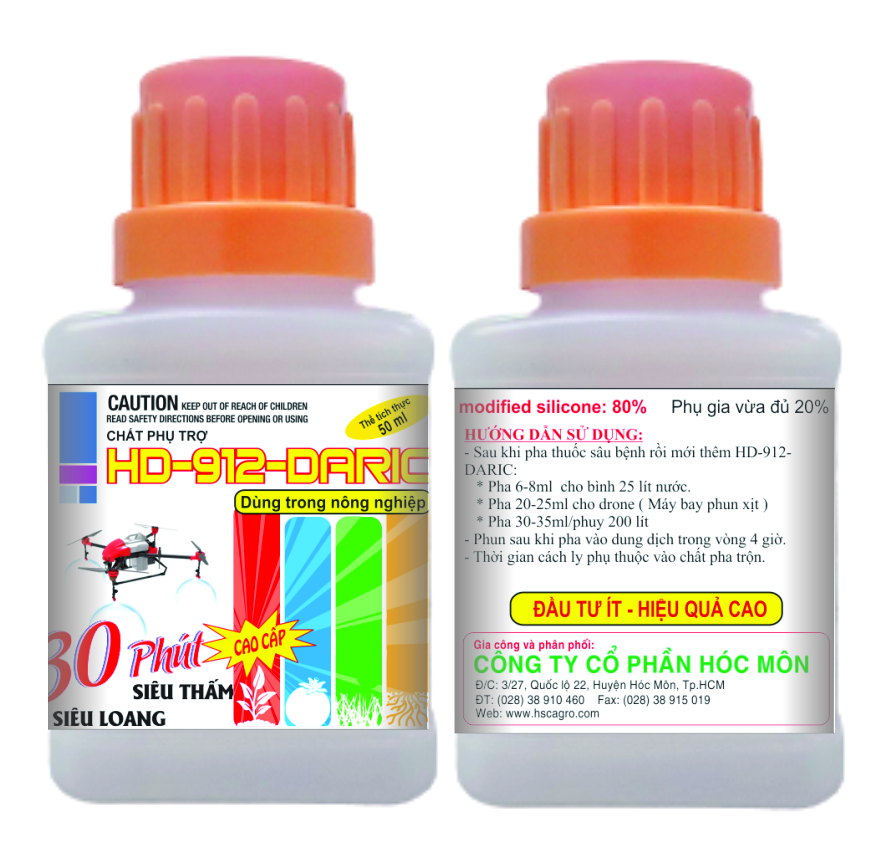 CAUTION KEEP OUT OF REACH OF CHILDREN
READ SAFETY DIRECTIONS BEFORE OPENING OR USING
Thể tích thực
50 ml
CHẤT PHỤ TRỢ
HD-912-DARIC
Dùng trong nông nghiệp
30 Phút
CAO CẤP
SIÊU THẤM
SIÊU LOANG
modified silicone: 80% Phụ gia vừa đủ 20%
HƯỚNG DẪN SỬ DỤNG:
- Sau khi pha thuốc sâu bệnh rồi mới thêm HD-912-
DARIC:
* Pha 6-8ml cho bình 25 lít nước.
* Pha 20-25ml cho drone ( Máy bay phun xịt )
* Pha 30-35ml/phuy 200 lít
- Phun sau khi pha vào dung dịch trong vòng 4 giờ.
- Thời gian cách ly phụ thuộc vào chất pha trộn.
ĐẦU TƯ ÍT - HIỆU QUẢ CAO
Gia công và phân phối:
CÔNG TY CỔ PHẦN HÓC MÔN
Đ/C: 3/27, Quốc lộ 22, Huyện Hóc Môn, Tp.HCM
ĐT: (028) 38 910 460 Fax: (028) 38 915 019
Web: www.hscagro.com